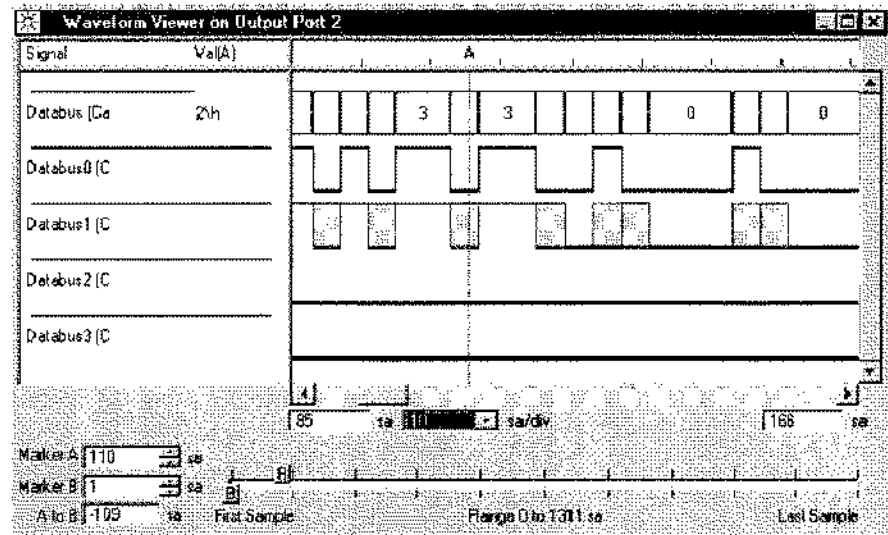 Waveform Viewer on Output Port 2
Signal Val(A) A
Databus (Ca 2\h 3 3 0 0
Databus0 (C
Databus1 (C
Databus2 (C
Databus3 (C
85 sa 10 sa/div 166 sa
Marker A 110 sa A
Marker B 1 sa B
A to B -109 sa First Sample Range 0 to 1311 sa Last Sample